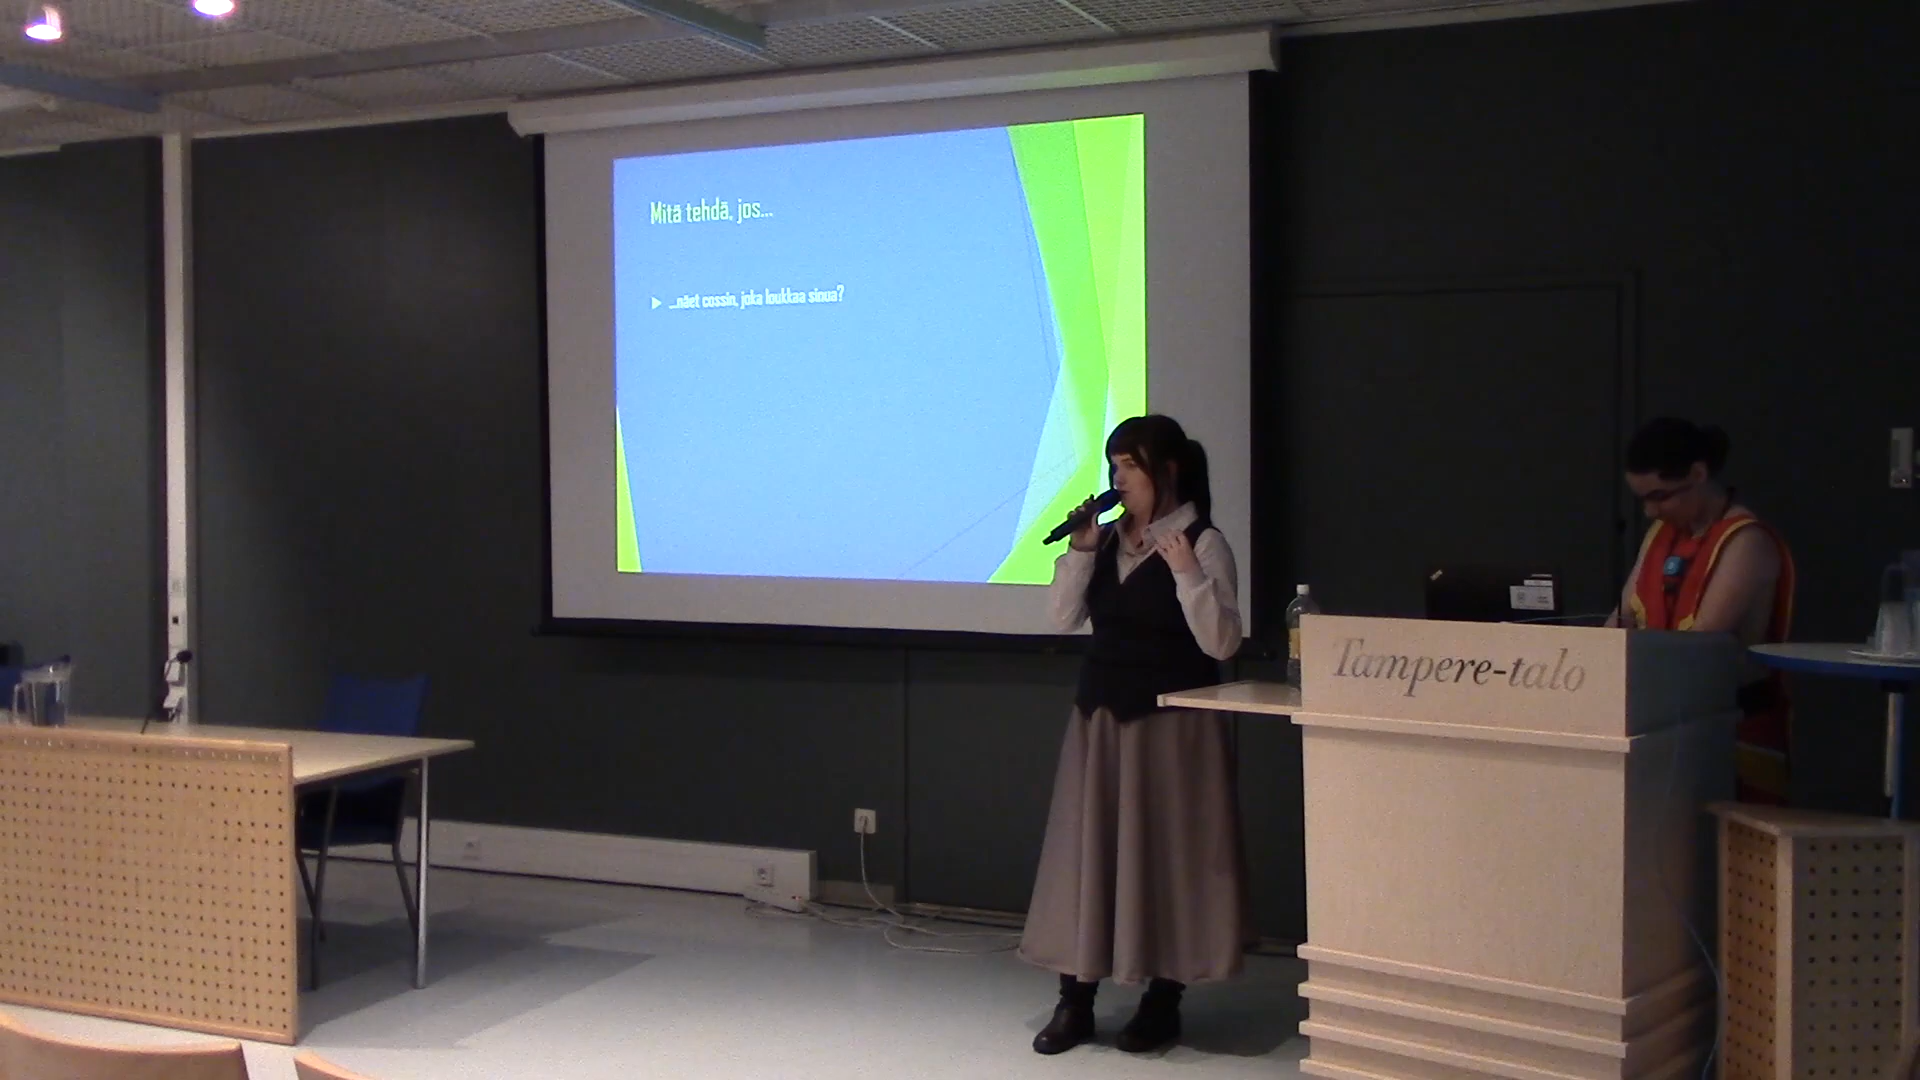 Mitä tehdä, jos...
...näet cossin, joka loukkaa sinua?
Tampere-talo